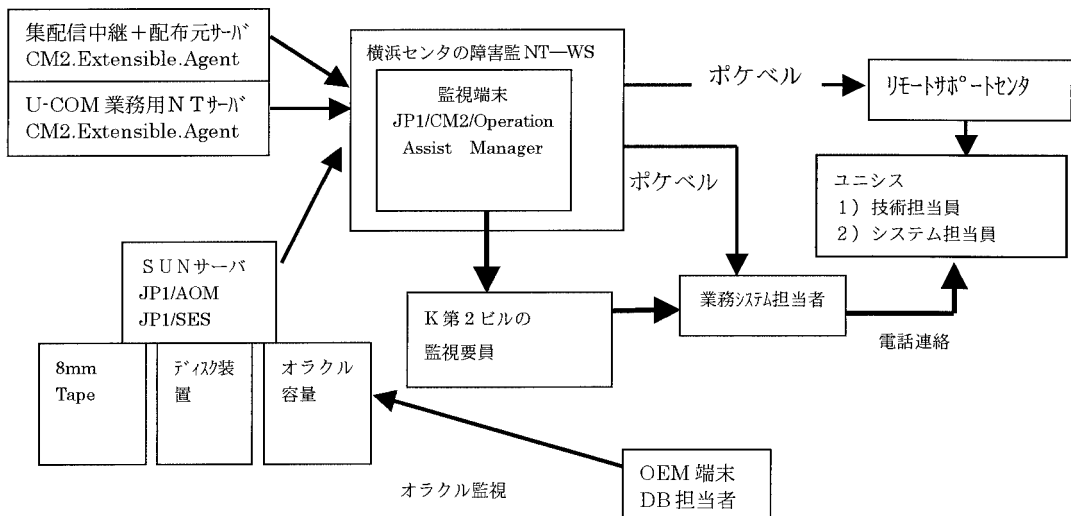 集配信中継+配布元サーバ
CM2.Extensible.Agent
U-COM 業務用NTサーバ
CM2.Extensible.Agent
横浜センタの障害監NT―WS
監視端末
JP1/CM2/Operation
Assist Manager
ポケベル
リモートサポートセンタ
ポケベル
ユニシス
1)技術担当員
2)システム担当員
SUNサーバ
JP1/AOM
JP1/SES
K第2ビルの
監視要員
業務システム担当者
電話連絡
8mm
Tape
ディスク装
置
オラクル
容量
オラクル監視
OEM端末
DB担当者